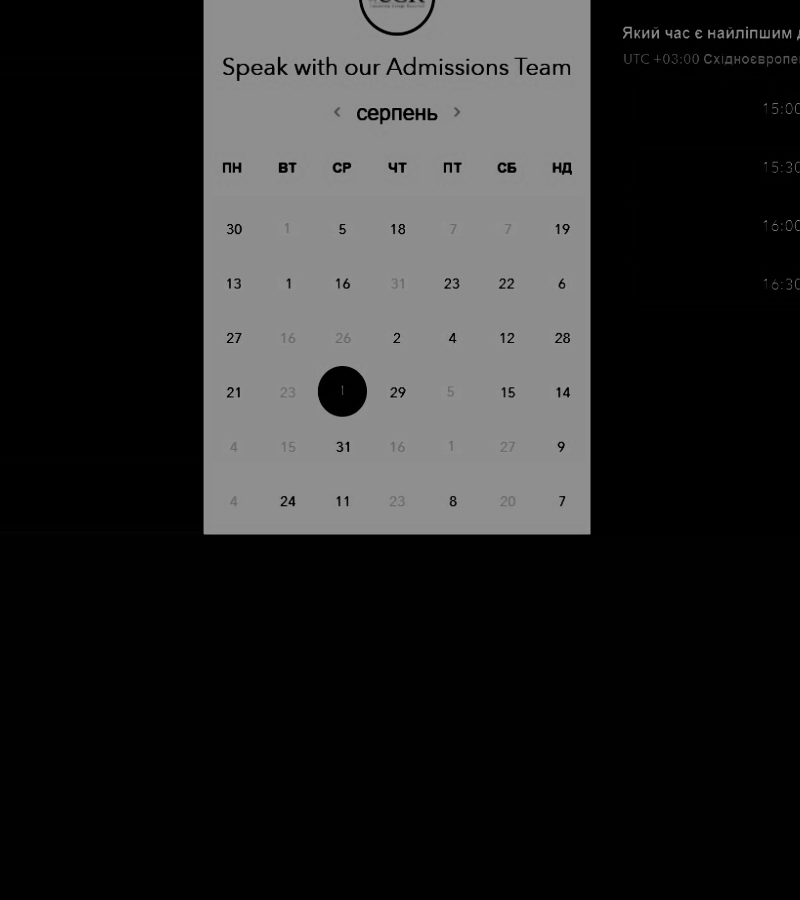 Speak with our Admissions Team
‹ серпень ›
ПН ВТ СР ЧТ ПТ СБ НД
30 1 5 18 7 7 19
13 1 16 31 23 22 6
27 16 26 2 4 12 28
21 23 1 29 5 15 14
4 15 31 16 1 27 9
4 24 11 23 8 20 7
Який час є найліпшим
UTC +03:00
15:00
15:30
16:00
16:30